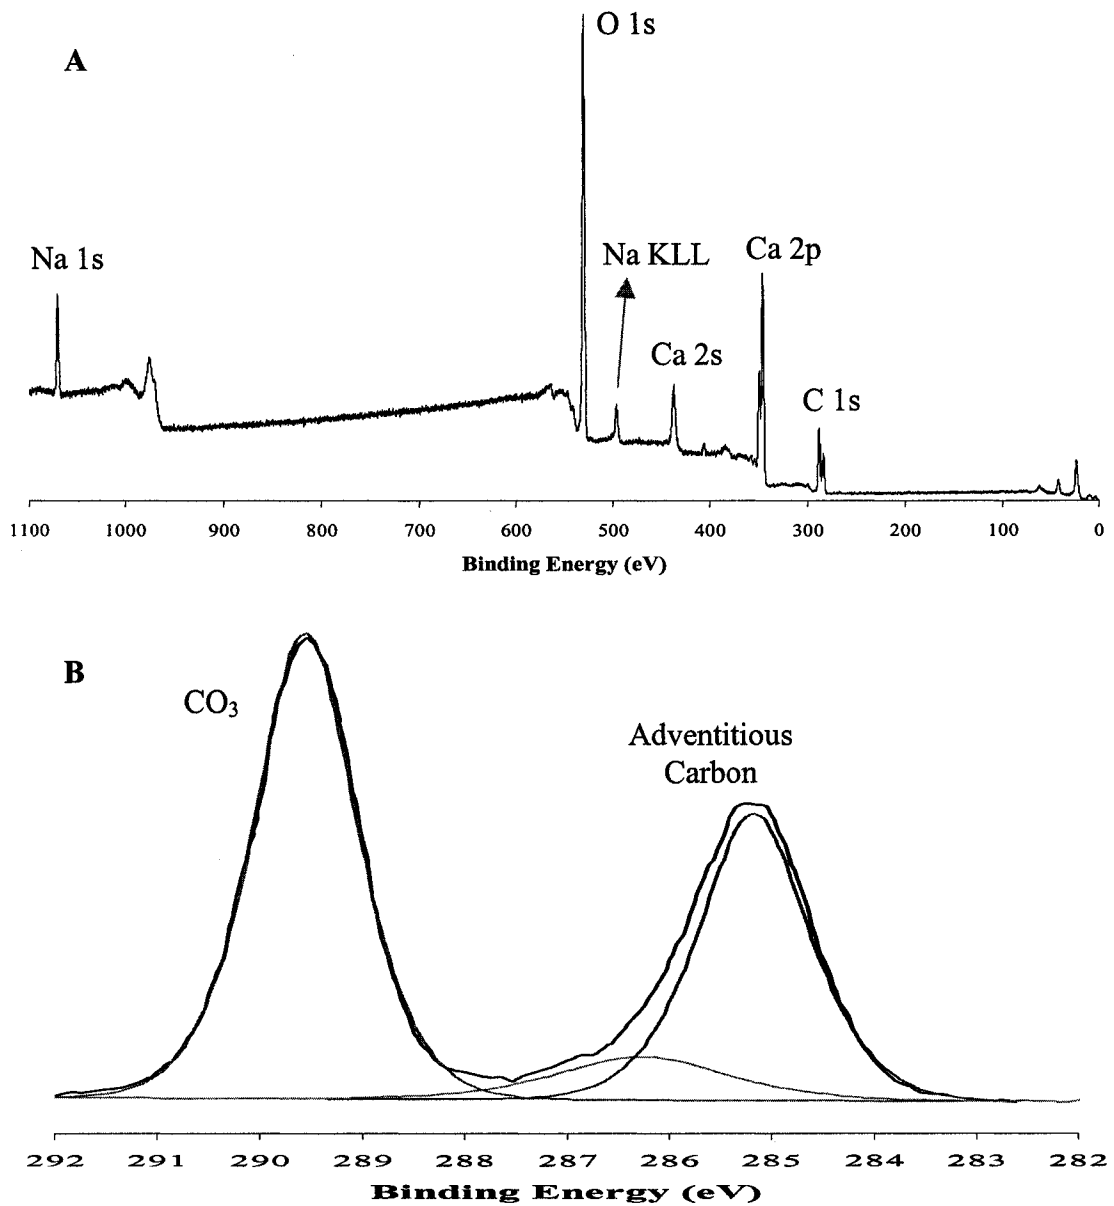 A
O 1s
Na 1s
Na KLL
Ca 2p
Ca 2s
C 1s
1100 1000 800 700 600 500 400 300 200 100 0
Binding Energy (eV)
B
CO₃
Adventitious
Carbon
292 291 290 289 288 287 286 285 284 283 282
Binding Energy (eV)